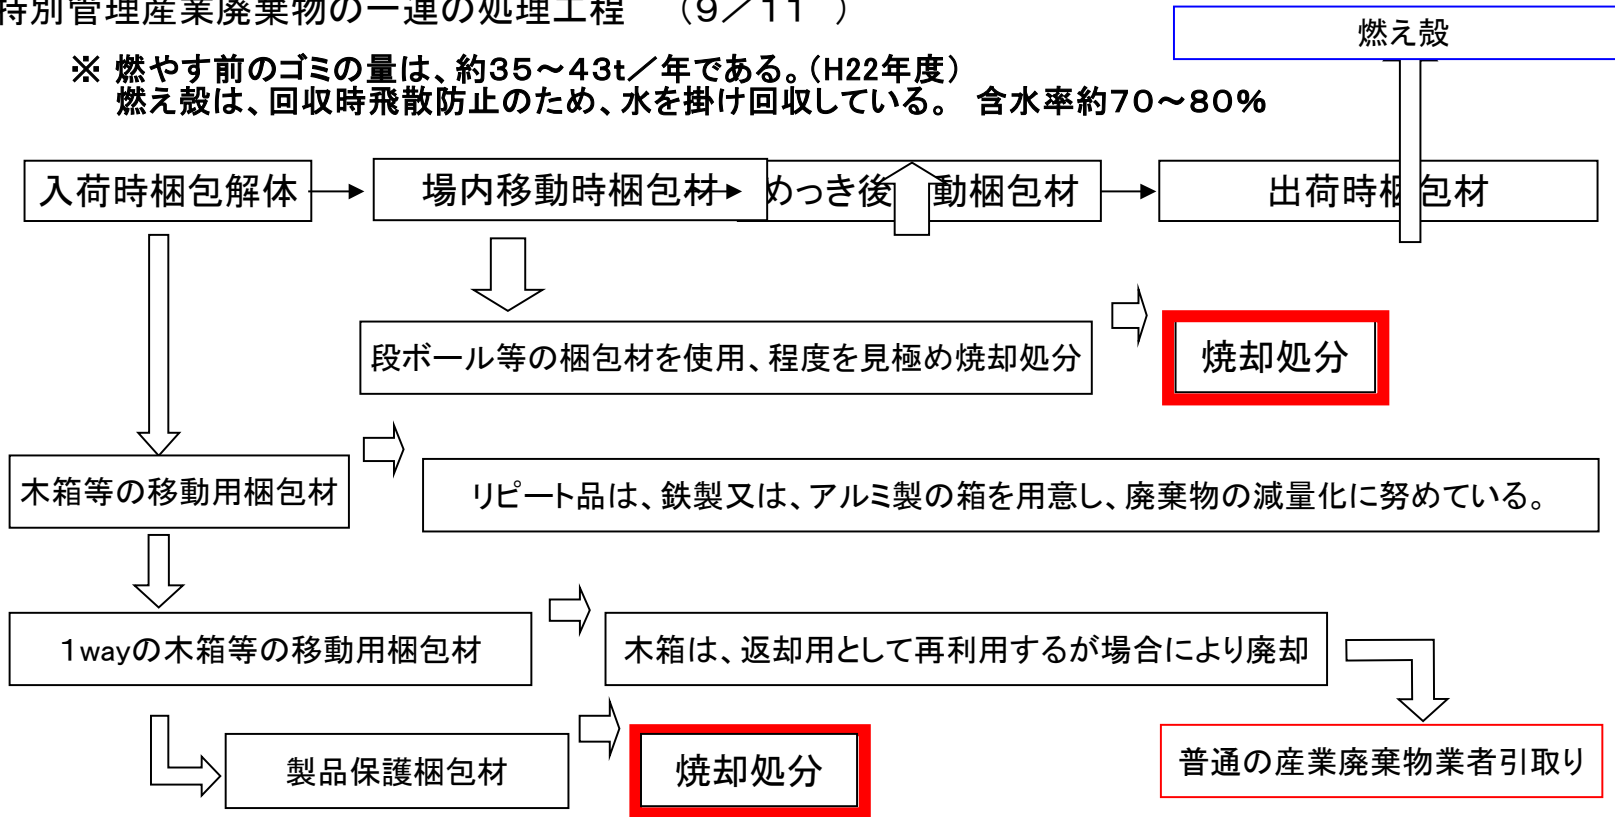 特別管理産業廃棄物の一連の処理工程　（９／１１　）
燃え殻
※ 燃やす前のゴミの量は、約３５～４３ｔ／年である。（H22年度）
燃え殻は、回収時飛散防止のため、水を掛け回収している。　含水率約７０～８０％
入荷時梱包解体
場内移動時梱包材
めっき後 動梱包材
出荷時梱包材
段ボール等の梱包材を使用、程度を見極め焼却処分
焼却処分
木箱等の移動用梱包材
リピート品は、鉄製又は、アルミ製の箱を用意し、廃棄物の減量化に努めている。
１wayの木箱等の移動用梱包材
木箱は、返却用として再利用するが場合により廃却
製品保護梱包材
焼却処分
普通の産業廃棄物業者引取り